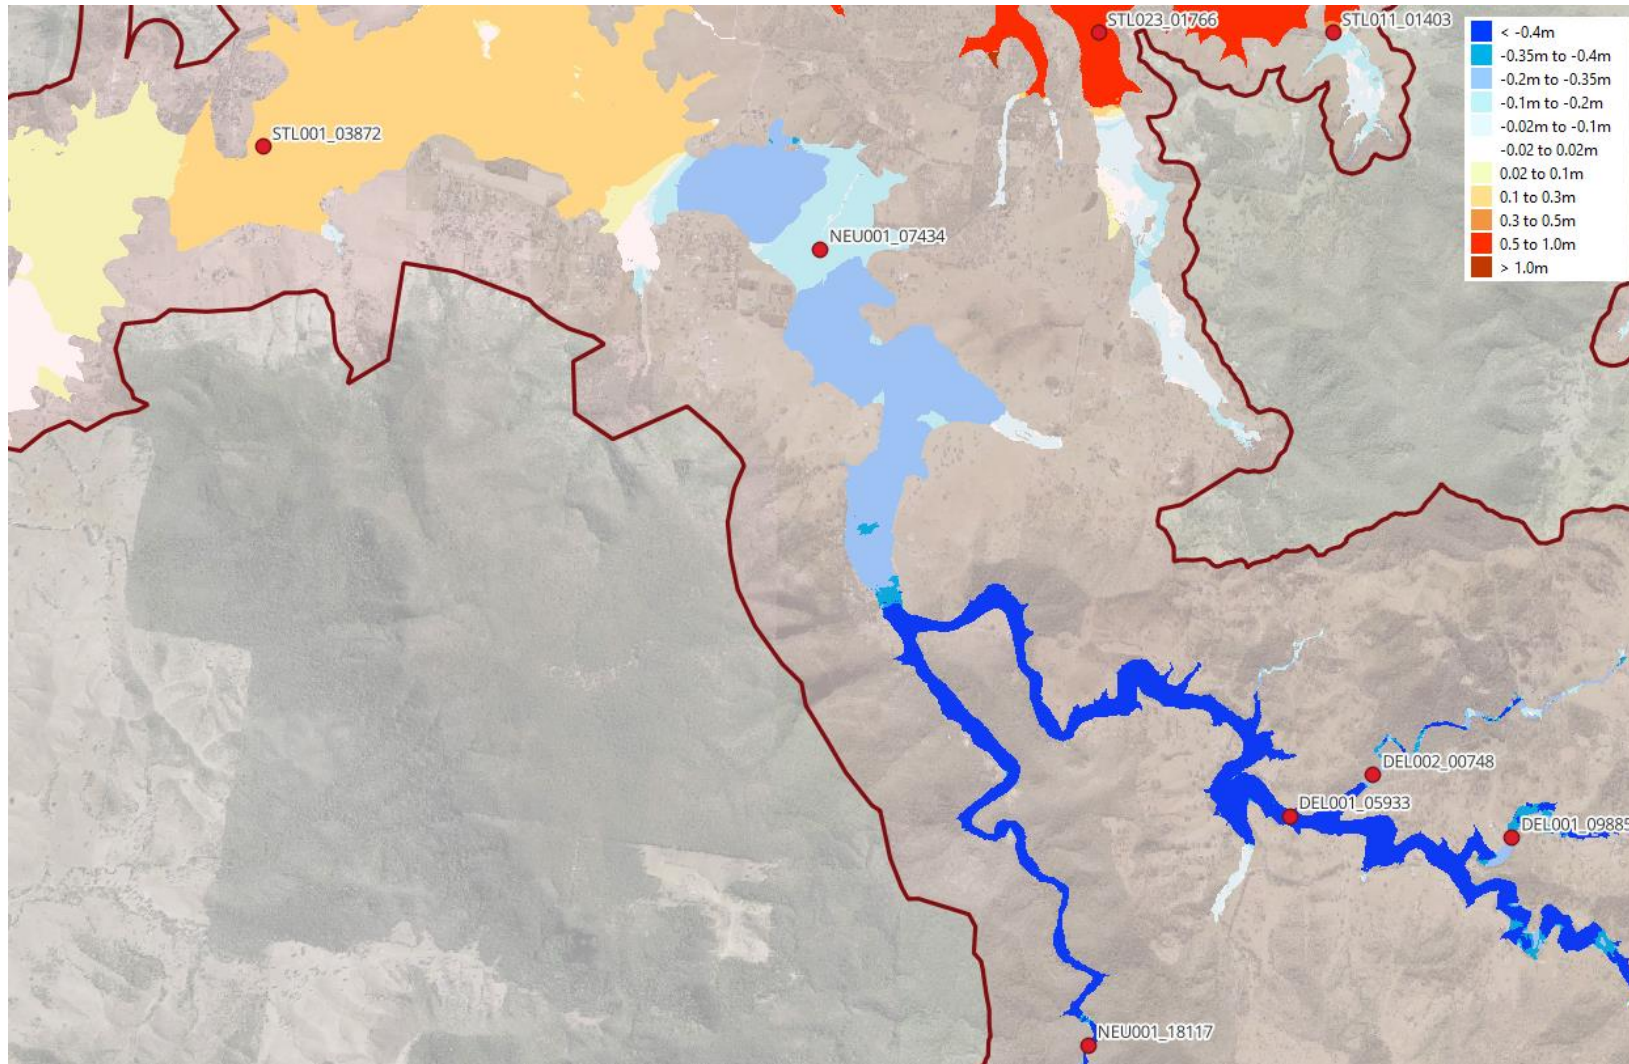 STL023_01766
STL011_01403
STL001_03872
NEU001_07434
DEL002_00748
DEL001_05933
DEL001_09885
NEU001_18117
< -0.4m
-0.35m to -0.4m
-0.2m to -0.35m
-0.1m to -0.2m
-0.02m to -0.1m
-0.02 to 0.02m
0.02 to 0.1m
0.1 to 0.3m
0.3 to 0.5m
0.5 to 1.0m
> 1.0m